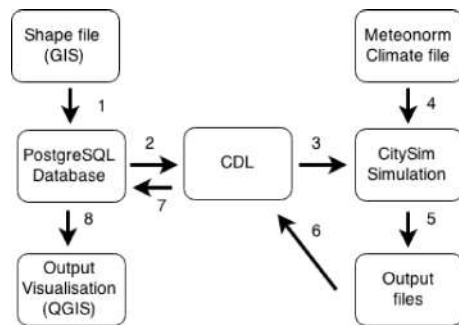 Shape file
(GIS)
Meteonorm
Climate file
1
4
PostgreSQL
Database
2
7
CDL
3
CitySim
Simulation
8
6
5
Output
Visualisation
(QGIS)
Output
files